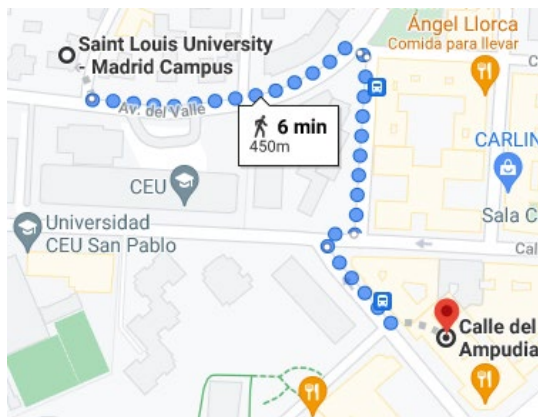 Ángel Llorca
Comida para llevar
Saint Louis University
- Madrid Campus
Av. del Valle
6 min
450m
CARLIN
CEU
Sala C
Universidad
CEU San Pablo
Cal
Calle del
Ampudia